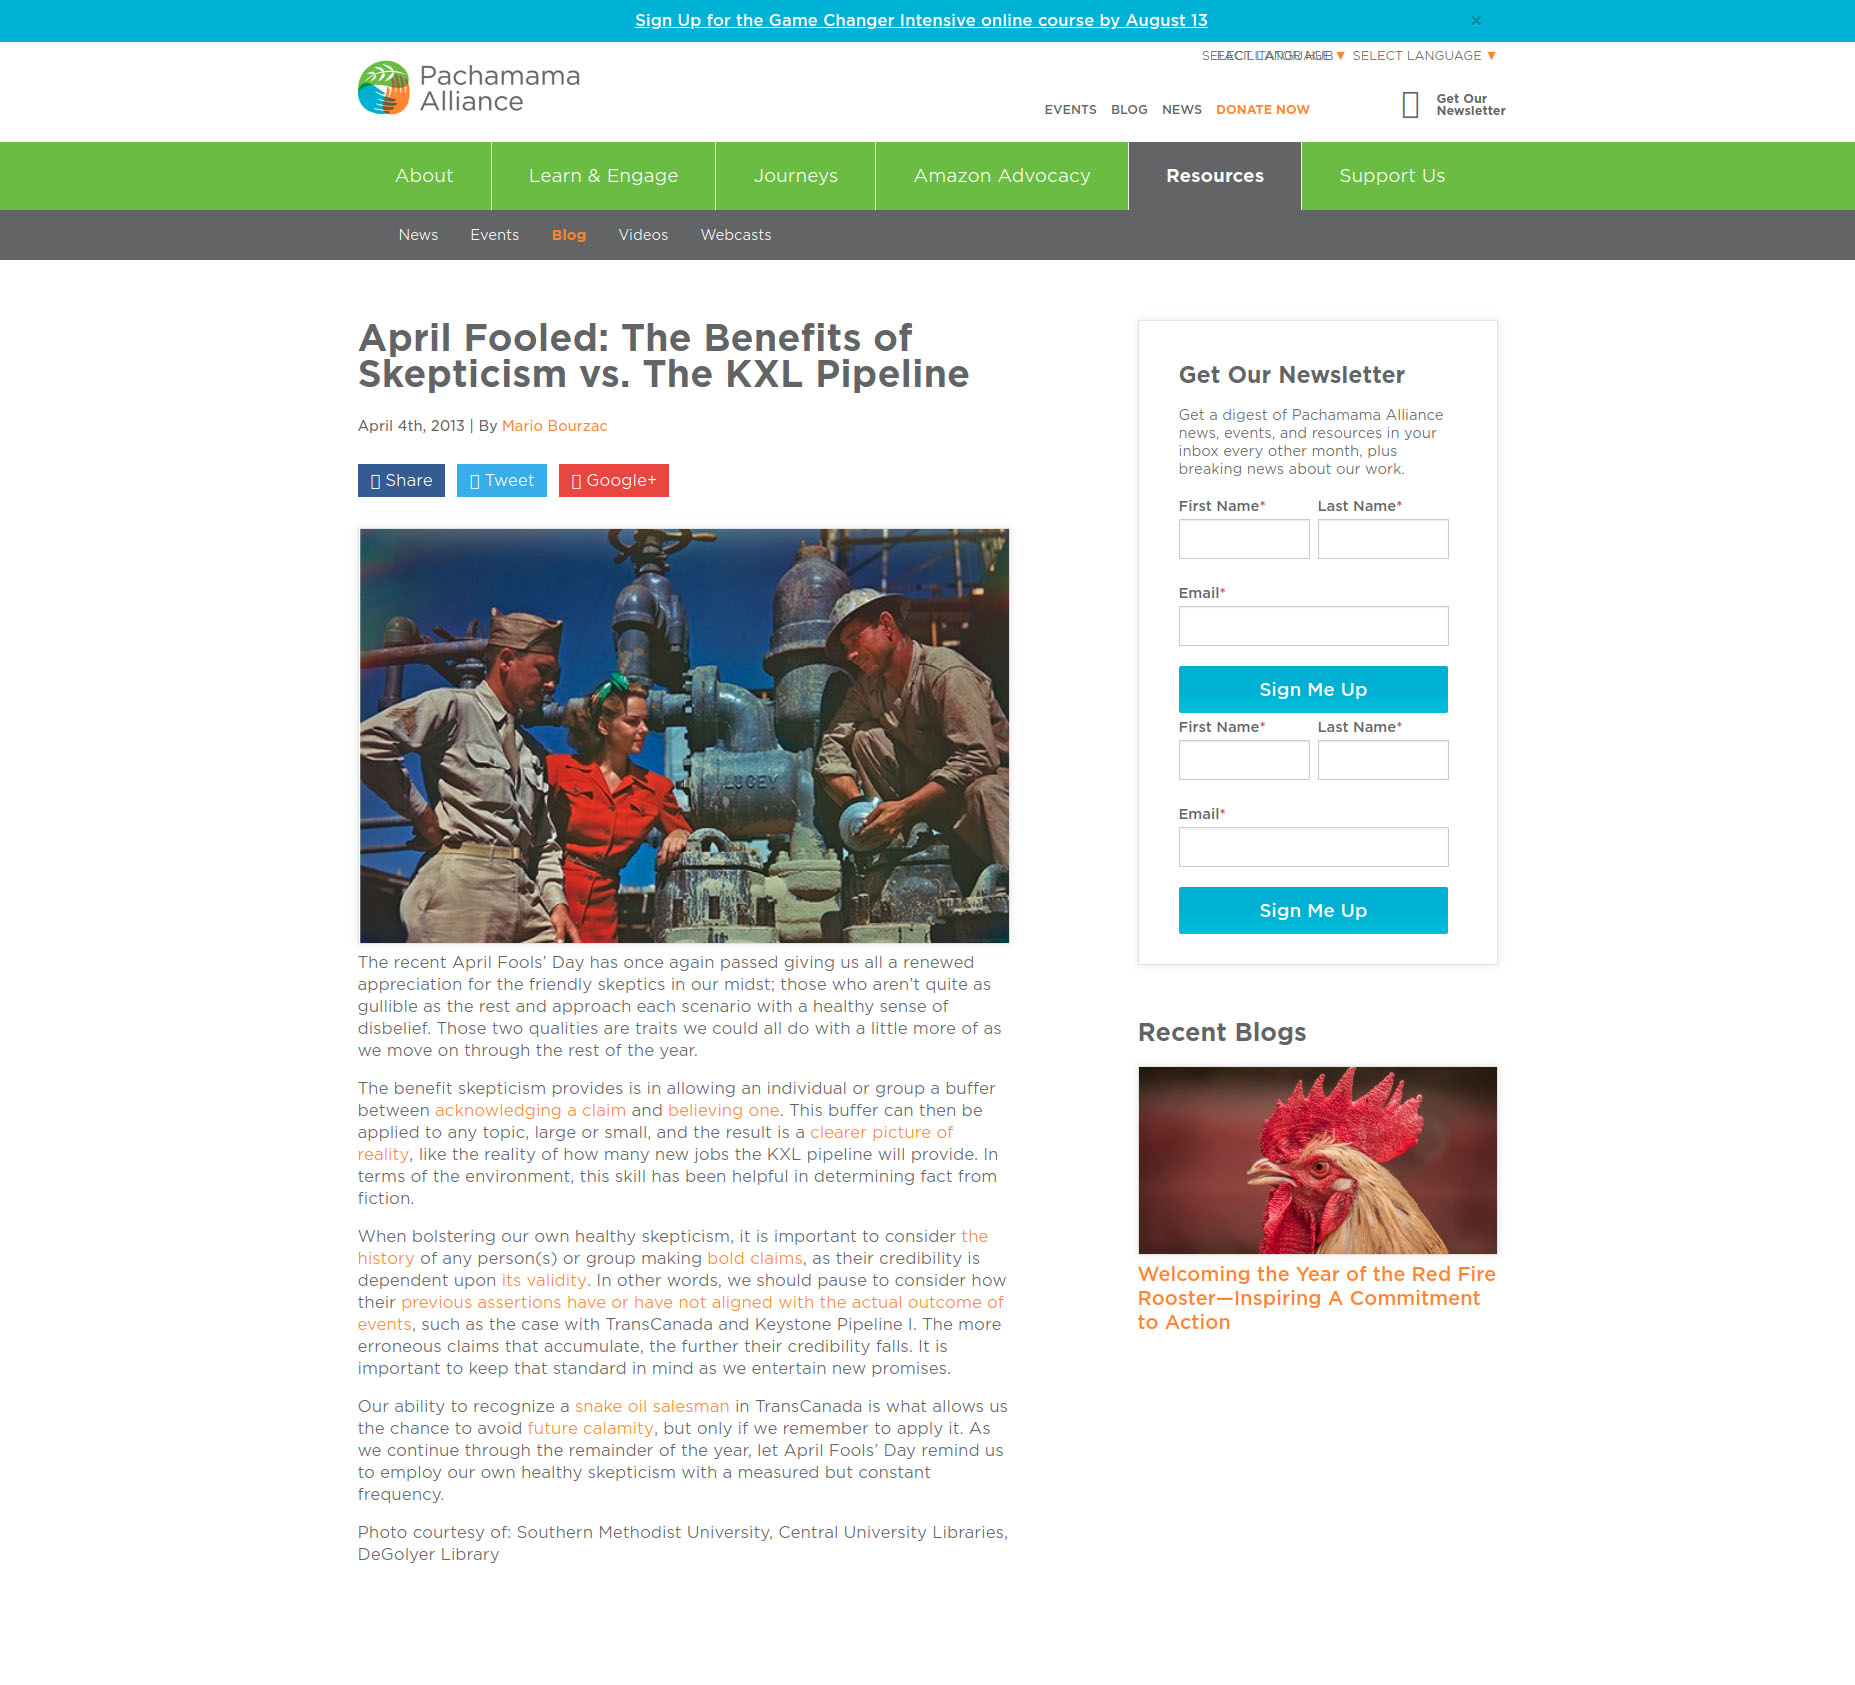 Sign Up for the Game Changer Intensive online course by August 13
×
SELECT LANGUAGE ▼ SELECT LANGUAGE ▼
Pachamama
Alliance
EVENTS BLOG NEWS DONATE NOW
Get Our
Newsletter
About Learn & Engage Journeys Amazon Advocacy Resources Support Us
News Events Blog Videos Webcasts
April Fooled: The Benefits of
Skepticism vs. The KXL Pipeline
April 4th, 2013 | By Mario Bourzac
Share Tweet Google+
LUCEY
The recent April Fools’ Day has once again passed giving us all a renewed
appreciation for the friendly skeptics in our midst; those who aren’t quite as
gullible as the rest and approach each scenario with a healthy sense of
disbelief. Those two qualities are traits we could all do with a little more of as
we move on through the rest of the year.
The benefit skepticism provides is in allowing an individual or group a buffer
between acknowledging a claim and believing one. This buffer can then be
applied to any topic, large or small, and the result is a clearer picture of
reality, like the reality of how many new jobs the KXL pipeline will provide. In
terms of the environment, this skill has been helpful in determining fact from
fiction.
When bolstering our own healthy skepticism, it is important to consider the
history of any person(s) or group making bold claims, as their credibility is
dependent upon its validity. In other words, we should pause to consider how
their previous assertions have or have not aligned with the actual outcome of
events, such as the case with TransCanada and Keystone Pipeline I. The more
erroneous claims that accumulate, the further their credibility falls. It is
important to keep that standard in mind as we entertain new promises.
Our ability to recognize a snake oil salesman in TransCanada is what allows us
the chance to avoid future calamity, but only if we remember to apply it. As
we continue through the remainder of the year, let April Fools’ Day remind us
to employ our own healthy skepticism with a measured but constant
frequency.
Photo courtesy of: Southern Methodist University, Central University Libraries,
DeGolyer Library
Get Our Newsletter
Get a digest of Pachamama Alliance
news, events, and resources in your
inbox every other month, plus
breaking news about our work.
First Name* Last Name*
Email*
Sign Me Up
First Name* Last Name*
Email*
Sign Me Up
Recent Blogs
Welcoming the Year of the Red Fire
Rooster—Inspiring A Commitment
to Action